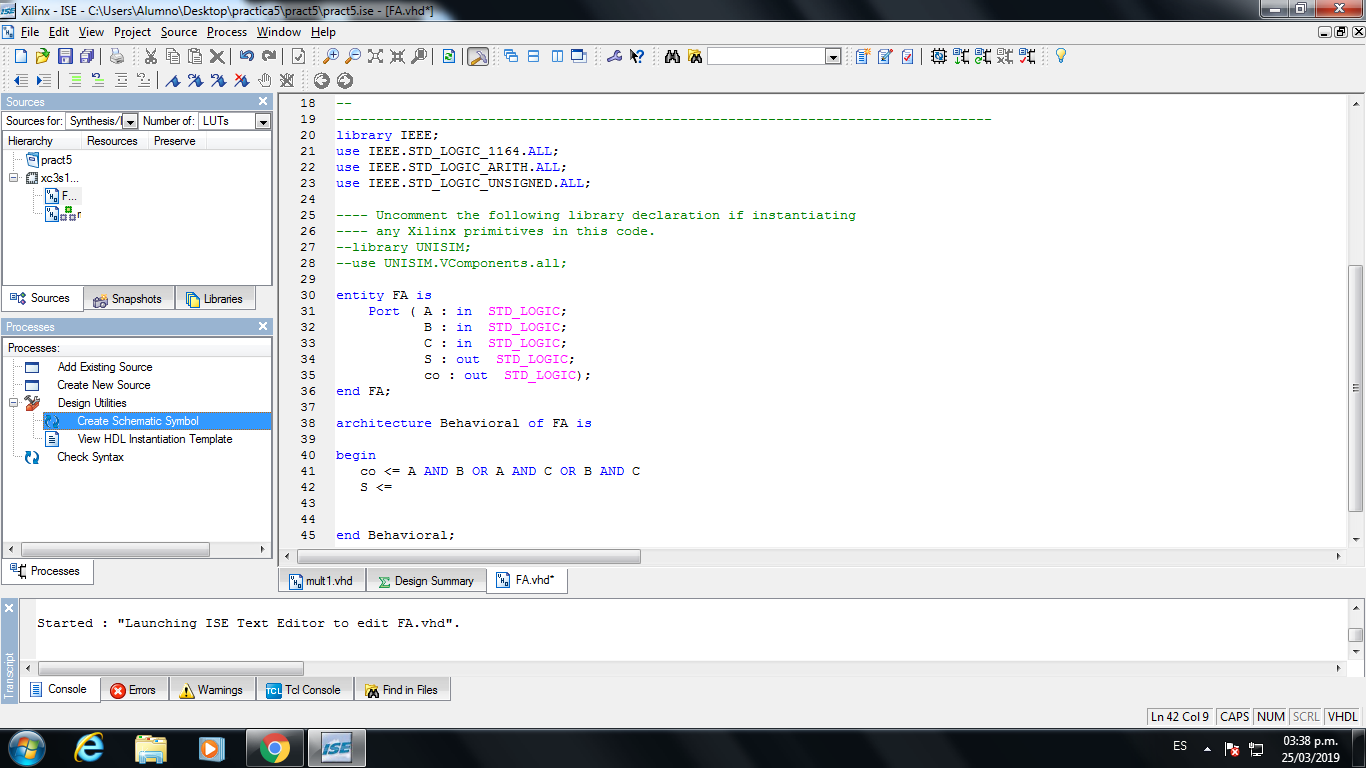 Xilinx - ISE - C:\Users\Alumno\Desktop\practica5\pract5\pract5.ise - [FA.vhd*]
File Edit View Project Source Process Window Help
Sources
Sources for: Synthesis/I Number of: LUTs
Hierarchy Resources Preserve
pract5
xc3s1...
F...
r
Sources Snapshots Libraries
Processes
Processes:
Add Existing Source
Create New Source
Design Utilities
Create Schematic Symbol
View HDL Instantiation Template
Check Syntax
Processes
18 --
19 ----------------------------------------------------------------------------------
20 library IEEE;
21 use IEEE.STD_LOGIC_1164.ALL;
22 use IEEE.STD_LOGIC_ARITH.ALL;
23 use IEEE.STD_LOGIC_UNSIGNED.ALL;
24
25 ---- Uncomment the following library declaration if instantiating
26 ---- any Xilinx primitives in this code.
27 --library UNISIM;
28 --use UNISIM.VComponents.all;
29
30 entity FA is
31 Port ( A : in STD_LOGIC;
32 B : in STD_LOGIC;
33 C : in STD_LOGIC;
34 S : out STD_LOGIC;
35 co : out STD_LOGIC);
36 end FA;
37
38 architecture Behavioral of FA is
39
40 begin
41 co <= A AND B OR A AND C OR B AND C
42 S <=
43
44
45 end Behavioral;
mult1.vhd Design Summary FA.vhd*
Started : "Launching ISE Text Editor to edit FA.vhd".
Transcript
Console Errors Warnings Tcl Console Find in Files
Ln 42 Col 9 CAPS NUM SCRL VHDL
ISE
ES
03:38 p.m.
25/03/2019